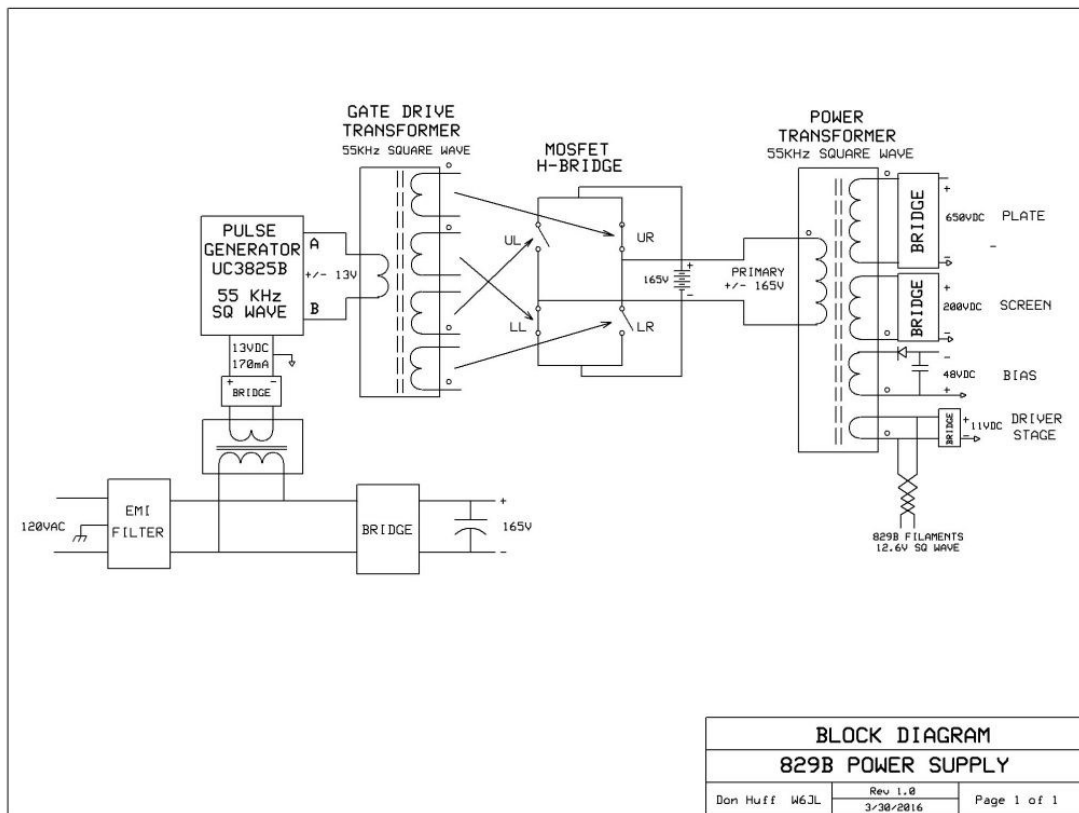 GATE DRIVE
TRANSFORMER
55KHz SQUARE WAVE
MOSFET
H-BRIDGE
POWER
TRANSFORMER
55KHz SQUARE WAVE
PULSE
GENERATOR
UC3825B
55 KHz
SQ WAVE
A
+/- 13V
B
13VDC
170mA
+ -
BRIDGE
UL
UR
LL
LR
165V
+
-
PRIMARY
+/- 165V
BRIDGE
+
650VDC
-
PLATE
BRIDGE
+
200VDC
-
SCREEN
-
48VDC
+
BIAS
BRIDGE
+
11VDC
-
DRIVER
STAGE
829B FILAMENTS
12.6V SQ WAVE
120VAC
EMI
FILTER
BRIDGE
+
165V
-
BLOCK DIAGRAM
829B POWER SUPPLY
Don Huff W6JL
Rev 1.0
3/30/2016
Page 1 of 1